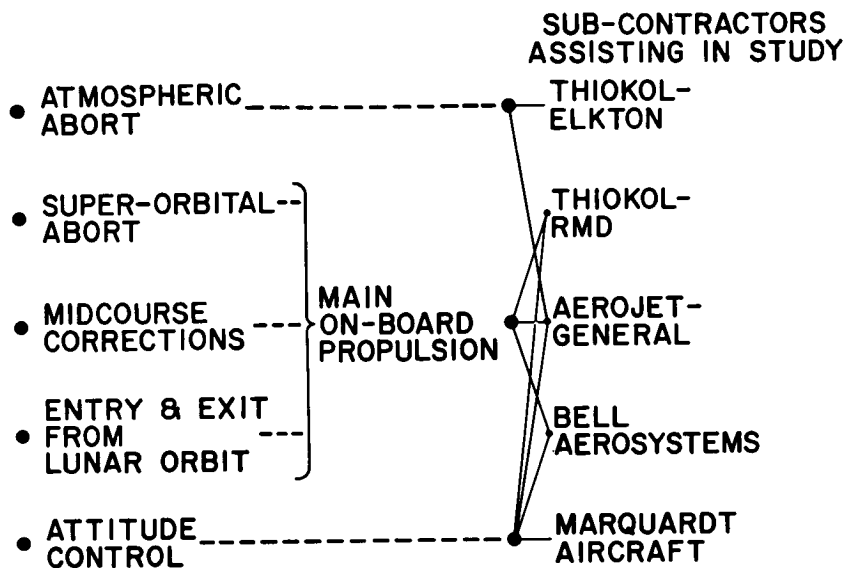 SUB-CONTRACTORS
ASSISTING IN STUDY
• ATMOSPHERIC
ABORT
THIOKOL-
ELKTON
• SUPER-ORBITAL
ABORT
THIOKOL-
RMD
• MIDCOURSE
CORRECTIONS
MAIN
ON-BOARD
PROPULSION
AEROJET-
GENERAL
• ENTRY & EXIT
FROM
LUNAR ORBIT
BELL
AEROSYSTEMS
• ATTITUDE
CONTROL
MARQUARDT
AIRCRAFT